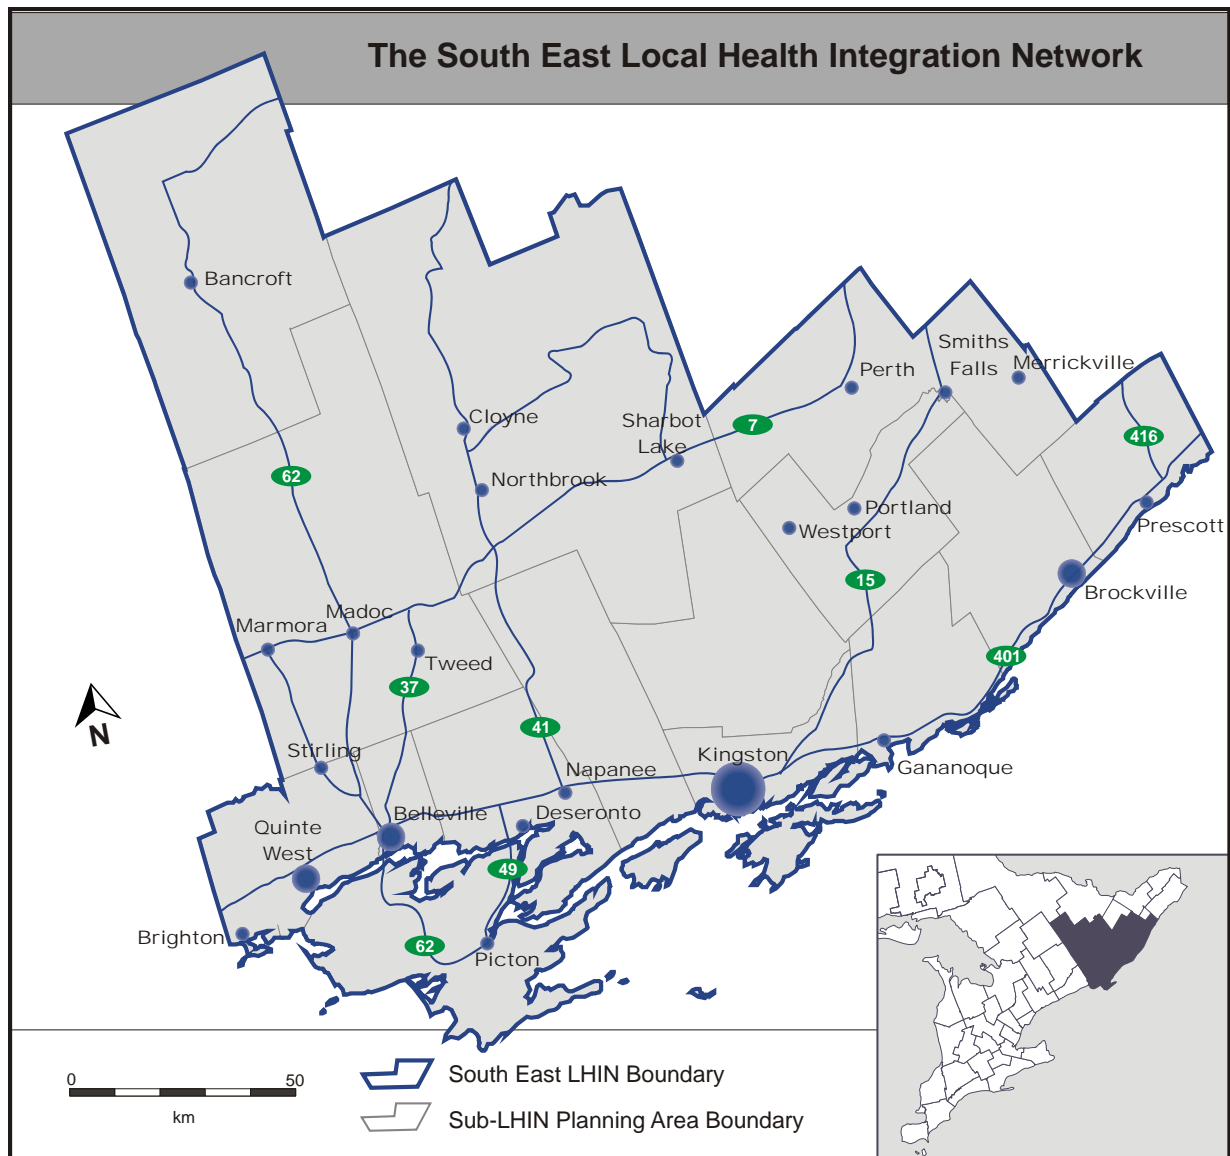 The South East Local Health Integration Network
Bancroft
Smiths
Falls
Merrickville
Perth
Cloyne
Sharbot
Lake
7
416
62
Northbrook
Portland
Westport
Prescott
15
Brockville
Madoc
Marmora
Tweed
401
37
N
41
Stirling
Kingston
Napanee
Gananoque
Belleville
Deseronto
Quinte
West
49
Brighton
62
Picton
0 50
km
South East LHIN Boundary
Sub-LHIN Planning Area Boundary